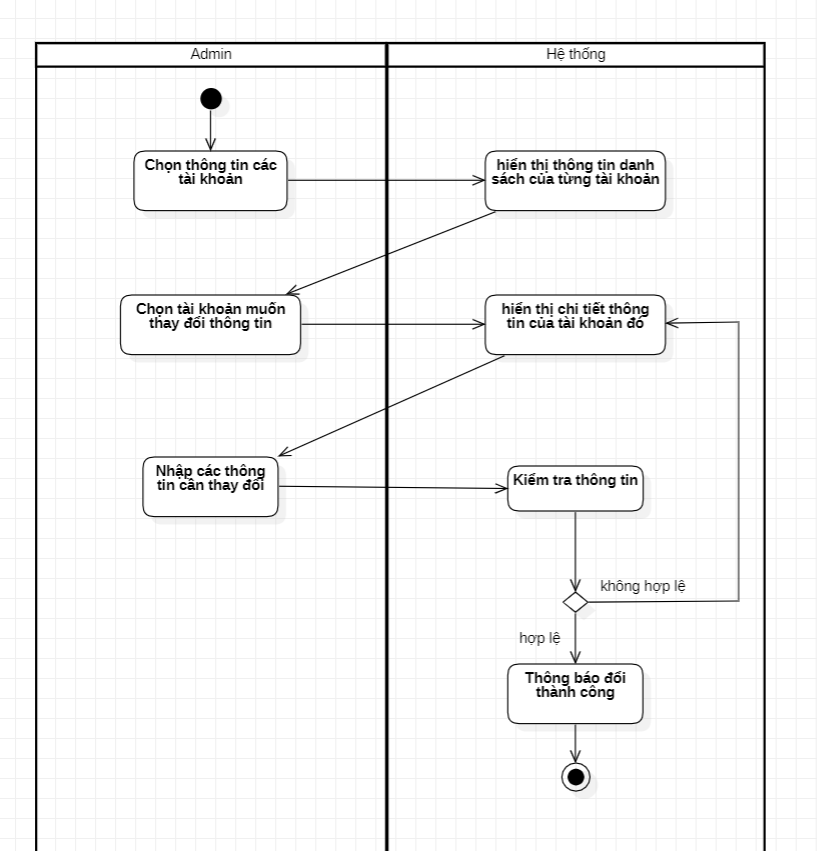 Admin
Hệ thống
Chọn thông tin các
tài khoản
hiển thị thông tin danh
sách của từng tài khoản
Chọn tài khoản muốn
thay đổi thông tin
hiển thị chi tiết thông
tin của tài khoản đó
Nhập các thông
tin cần thay đổi
Kiểm tra thông tin
không hợp lệ
hợp lệ
Thông báo đổi
thành công